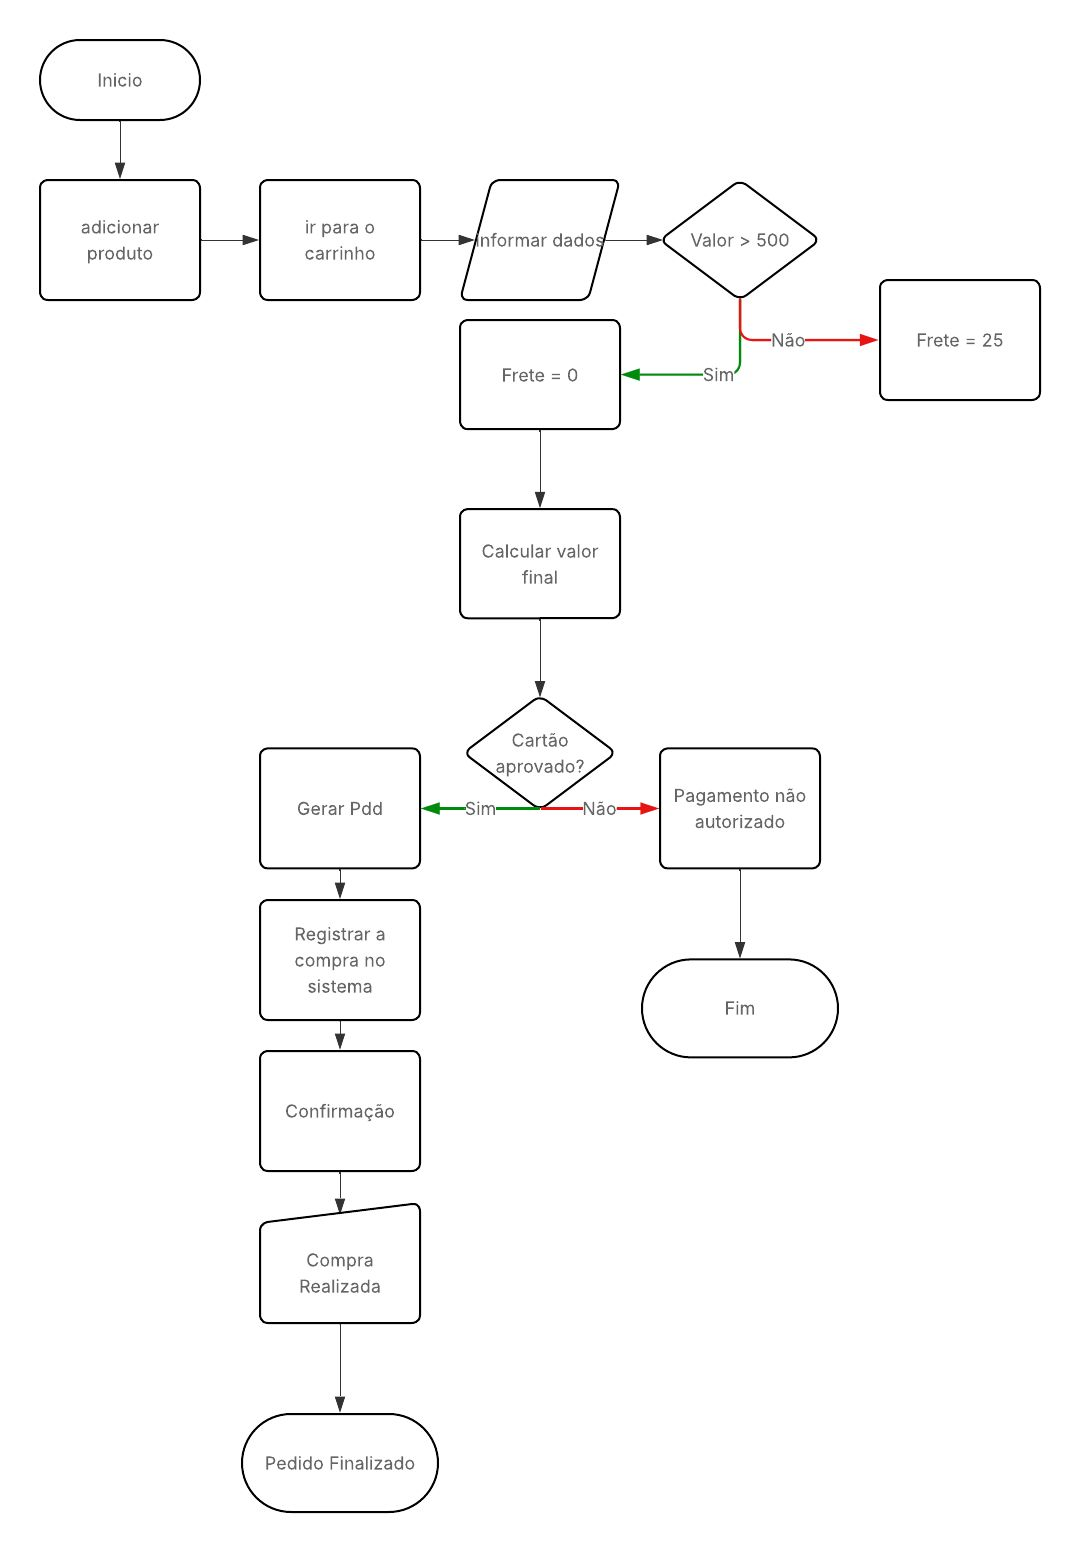 Inicio
adicionar
produto
ir para o
carrinho
Informar dados
Valor > 500
Não
Frete = 25
Sim
Frete = 0
Calcular valor
final
Cartão
aprovado?
Sim
Não
Gerar Pdd
Pagamento não
autorizado
Registrar a
compra no
sistema
Fim
Confirmação
Compra
Realizada
Pedido Finalizado